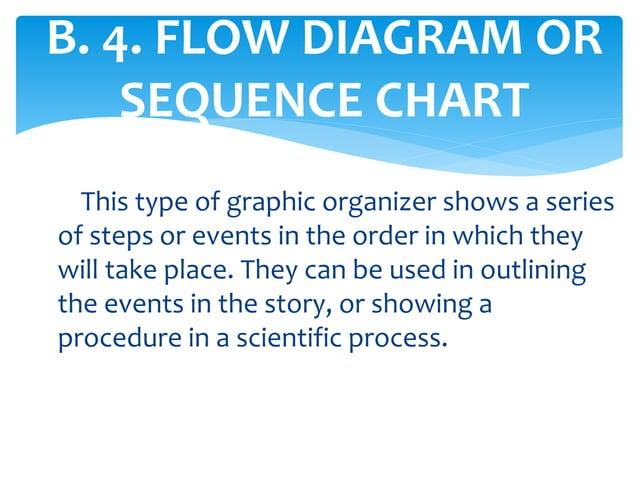 B. 4. FLOW DIAGRAM OR
SEQUENCE CHART
This type of graphic organizer shows a series
of steps or events in the order in which they
will take place. They can be used in outlining
the events in the story, or showing a
procedure in a scientific process.